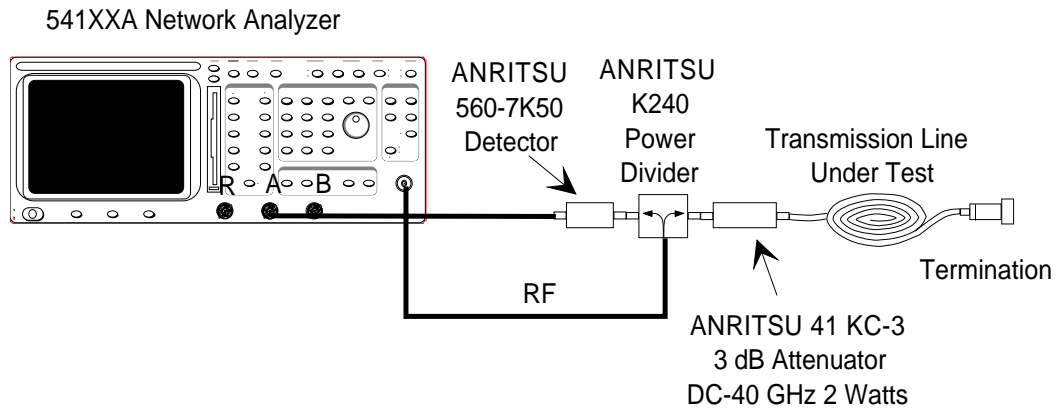 541XXA Network Analyzer
ANRITSU
560-7K50
Detector
ANRITSU
K240
Power
Divider
Transmission Line
Under Test
R
A
B
RF
Termination
ANRITSU 41 KC-3
3 dB Attenuator
DC-40 GHz 2 Watts